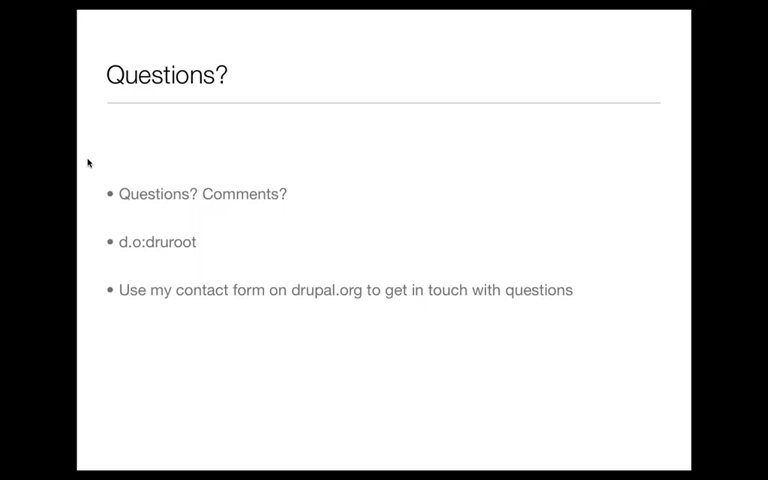 Questions?
• Questions? Comments?
• d.o:druroot
• Use my contact form on drupal.org to get in touch with questions